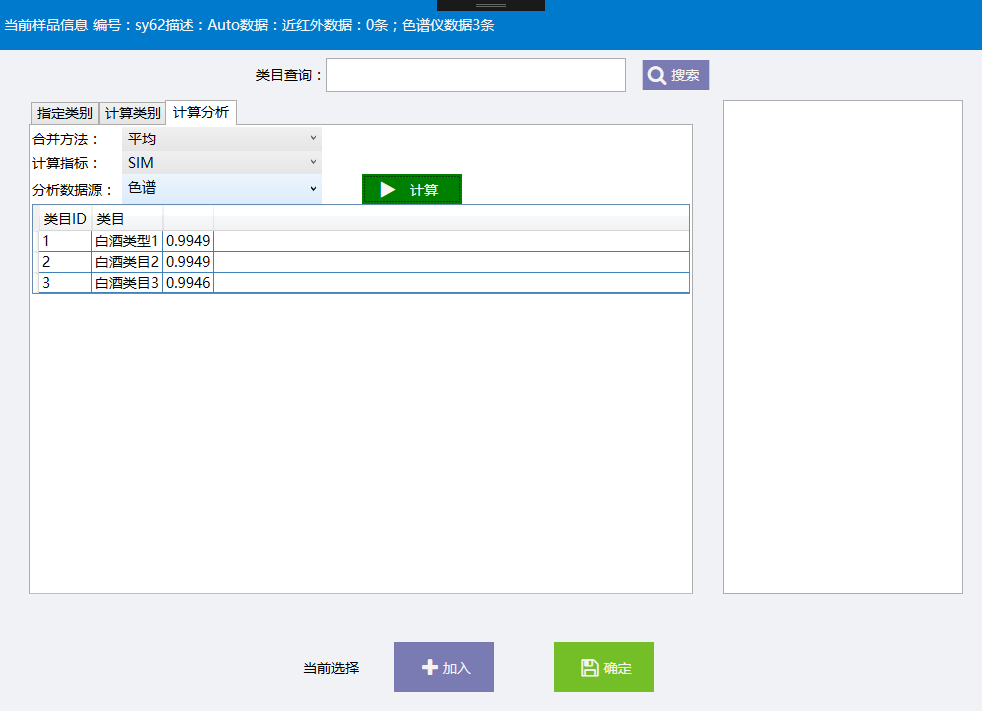 当前样品信息 编号：sy62描述：Auto数据：近红外数据：0条；色谱仪数据3条
类目查询： 搜索
指定类别 计算类别 计算分析
合并方法： 平均
计算指标： SIM
分析数据源： 色谱 计算
类目ID 类目
1 白酒类型1 0.9949
2 白酒类目2 0.9949
3 白酒类目3 0.9946
当前选择 加入 确定